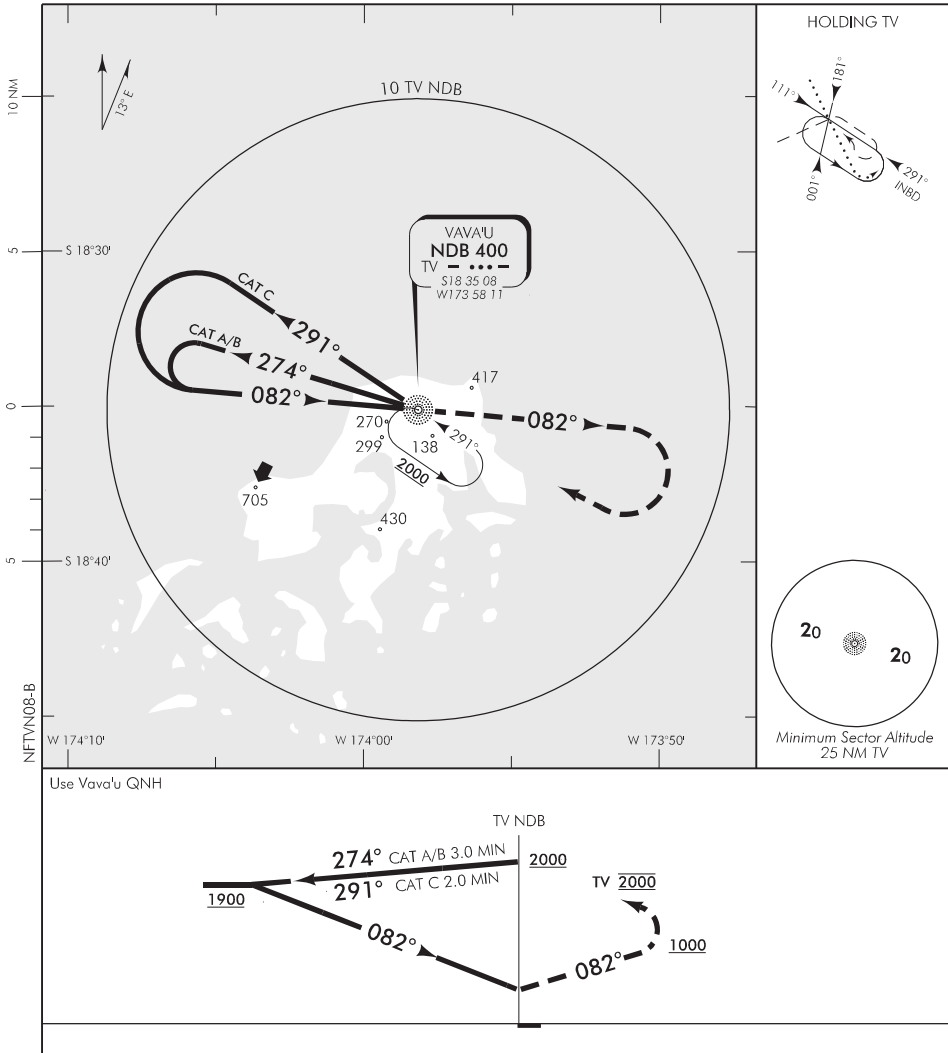 HOLDING TV
10 NM
13° E
10 TV NDB
111°
181°
001°
291°
INBD
5
S 18°30'
VAVA'U
NDB 400
TV
S18 35 08
W173 58 11
CAT C
291°
CAT A/B
274°
082°
0
417
082°
270
299
138
291°
2000
705
430
5
S 18°40'
20
20
NFTVN08-B
W 174°10'
W 174°00'
W 173°50'
Minimum Sector Altitude
25 NM TV
Use Vava'u QNH
TV NDB
274° CAT A/B 3.0 MIN
2000
291° CAT C 2.0 MIN
TV 2000
1900
082°
1000
082°